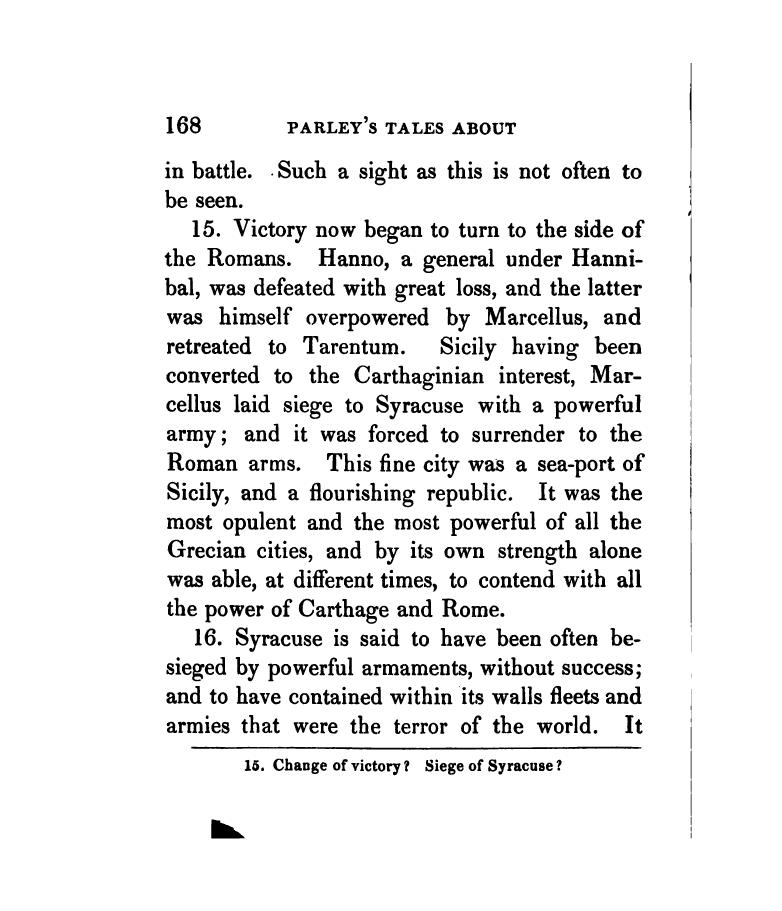 168 PARLEY'S TALES ABOUT
in battle. Such a sight as this is not often to
be seen.
15. Victory now began to turn to the side of
the Romans. Hanno, a general under Hanni-
bal, was defeated with great loss, and the latter
was himself overpowered by Marcellus, and
retreated to Tarentum. Sicily having been
converted to the Carthaginian interest, Mar-
cellus laid siege to Syracuse with a powerful
army; and it was forced to surrender to the
Roman arms. This fine city was a sea-port of
Sicily, and a flourishing republic. It was the
most opulent and the most powerful of all the
Grecian cities, and by its own strength alone
was able, at different times, to contend with all
the power of Carthage and Rome.
16. Syracuse is said to have been often be-
sieged by powerful armaments, without success;
and to have contained within its walls fleets and
armies that were the terror of the world. It
15. Change of victory? Siege of Syracuse?